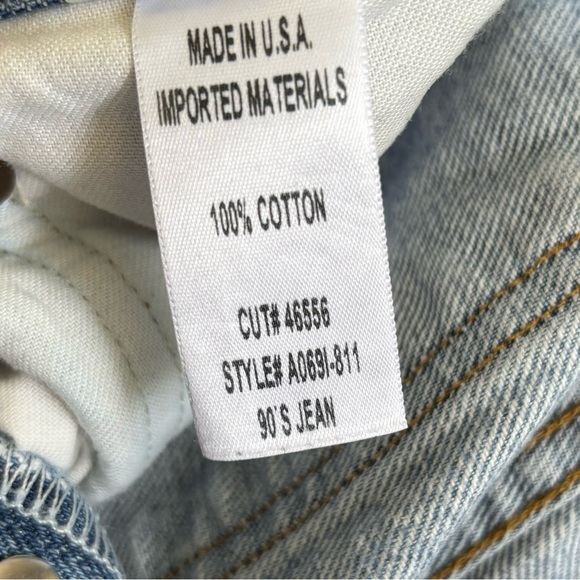 MADE IN U.S.A.
IMPORTED MATERIALS
100% COTTON
CUT# 46556
STYLE# A069I-811
90'S JEAN